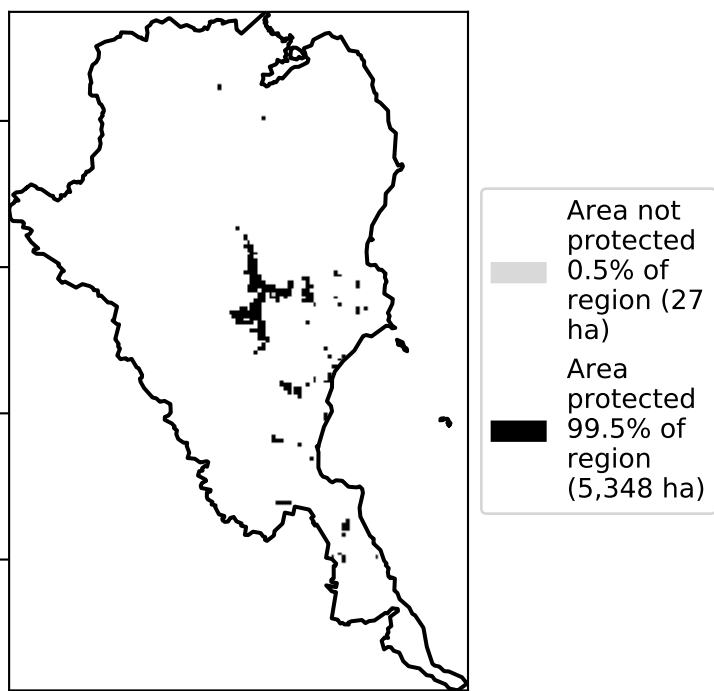 Area not
protected
0.5% of
region (27
ha)
Area
protected
99.5% of
region
(5,348 ha)